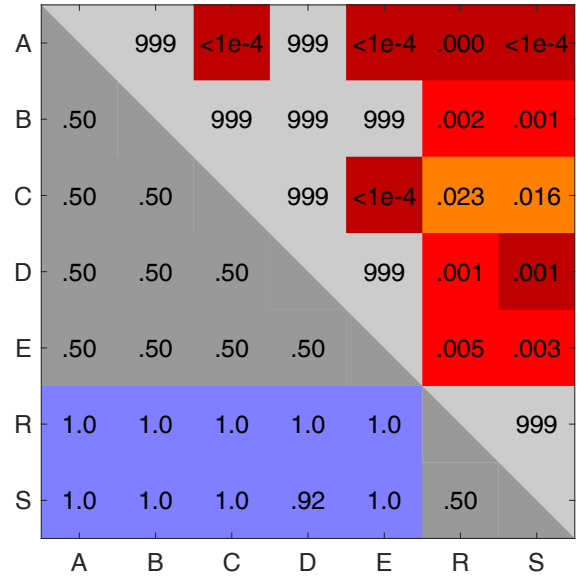 A 999 <1e-4 999 <1e-4 .000 <1e-4
B .50 999 999 999 .002 .001
C .50 .50 999 <1e-4 .023 .016
D .50 .50 .50 999 .001 .001
E .50 .50 .50 .50 .005 .003
R 1.0 1.0 1.0 1.0 1.0 999
S 1.0 1.0 1.0 .92 1.0 .50
A B C D E R S